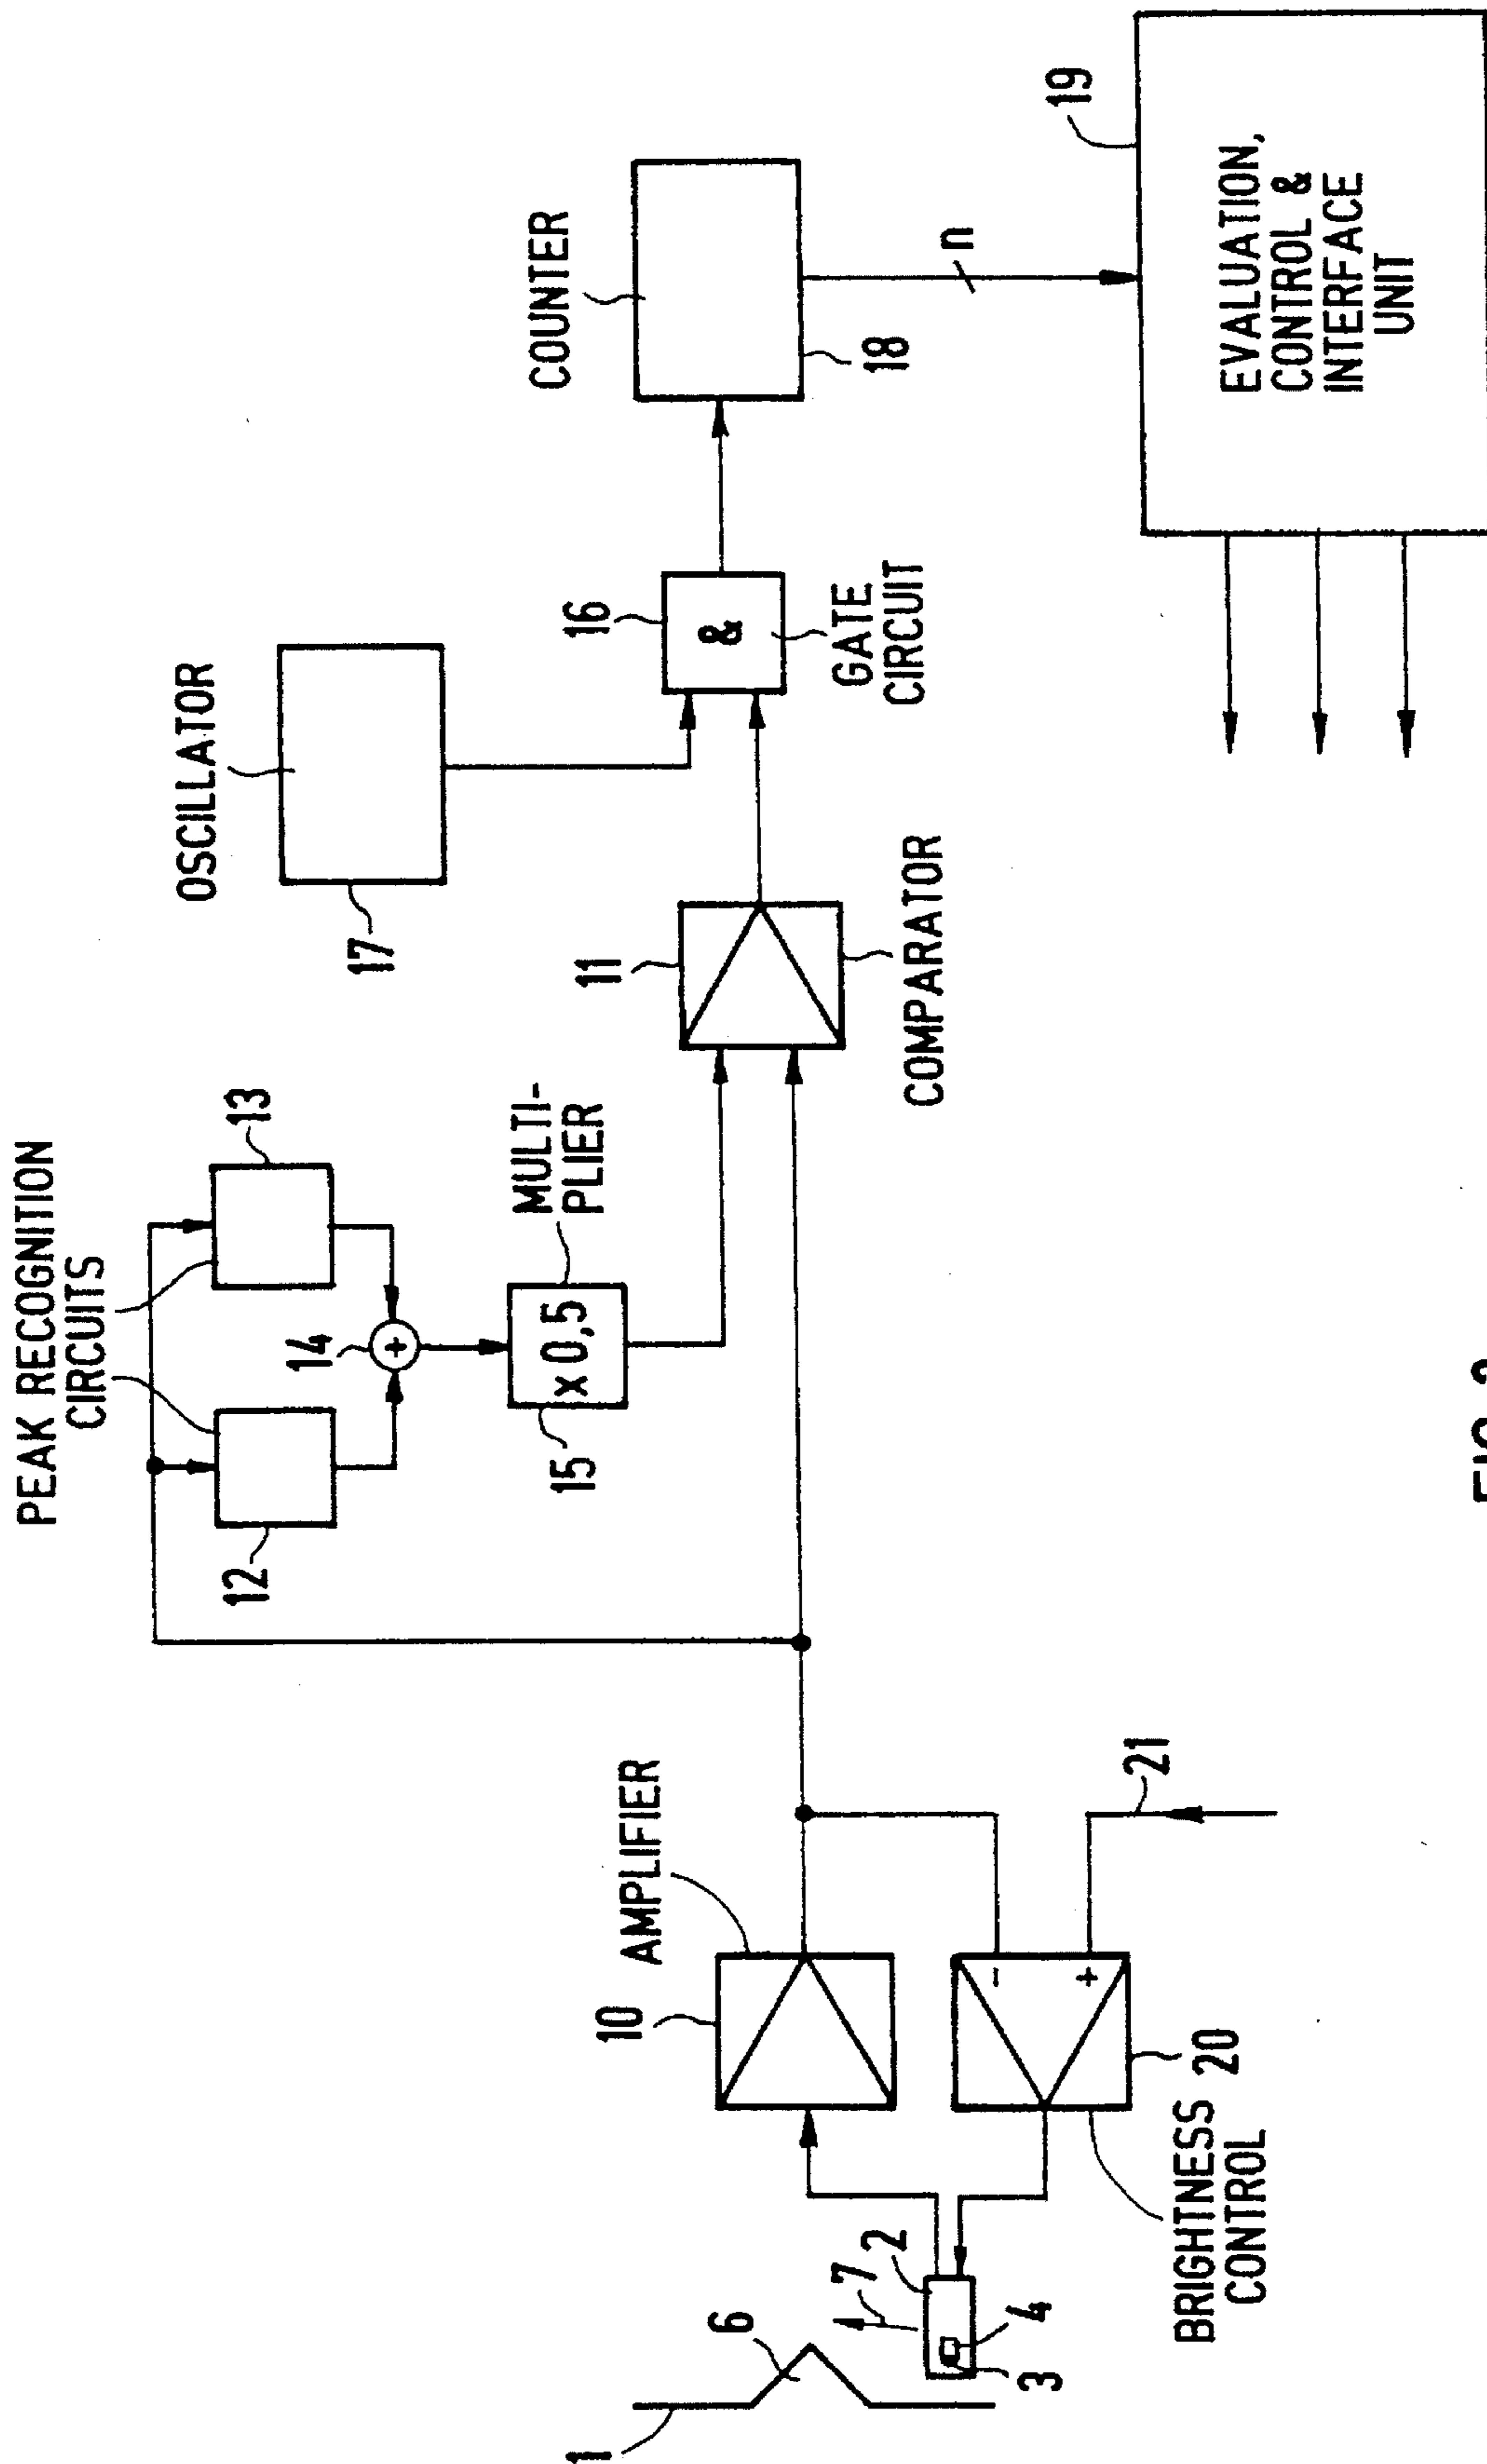 PEAK RECOGNITION
CIRCUITS
12
13
14
+
15
x 0,5
MULTI-
PLIER
OSCILLATOR
17
COUNTER
18
16
&
GATE
CIRCUIT
11
COMPARATOR
AMPLIFIER
10
n
19
EVALUATION,
CONTROL &
INTERFACE
UNIT
1
6
7
2
3
4
-
+
20
21
BRIGHTNESS
CONTROL